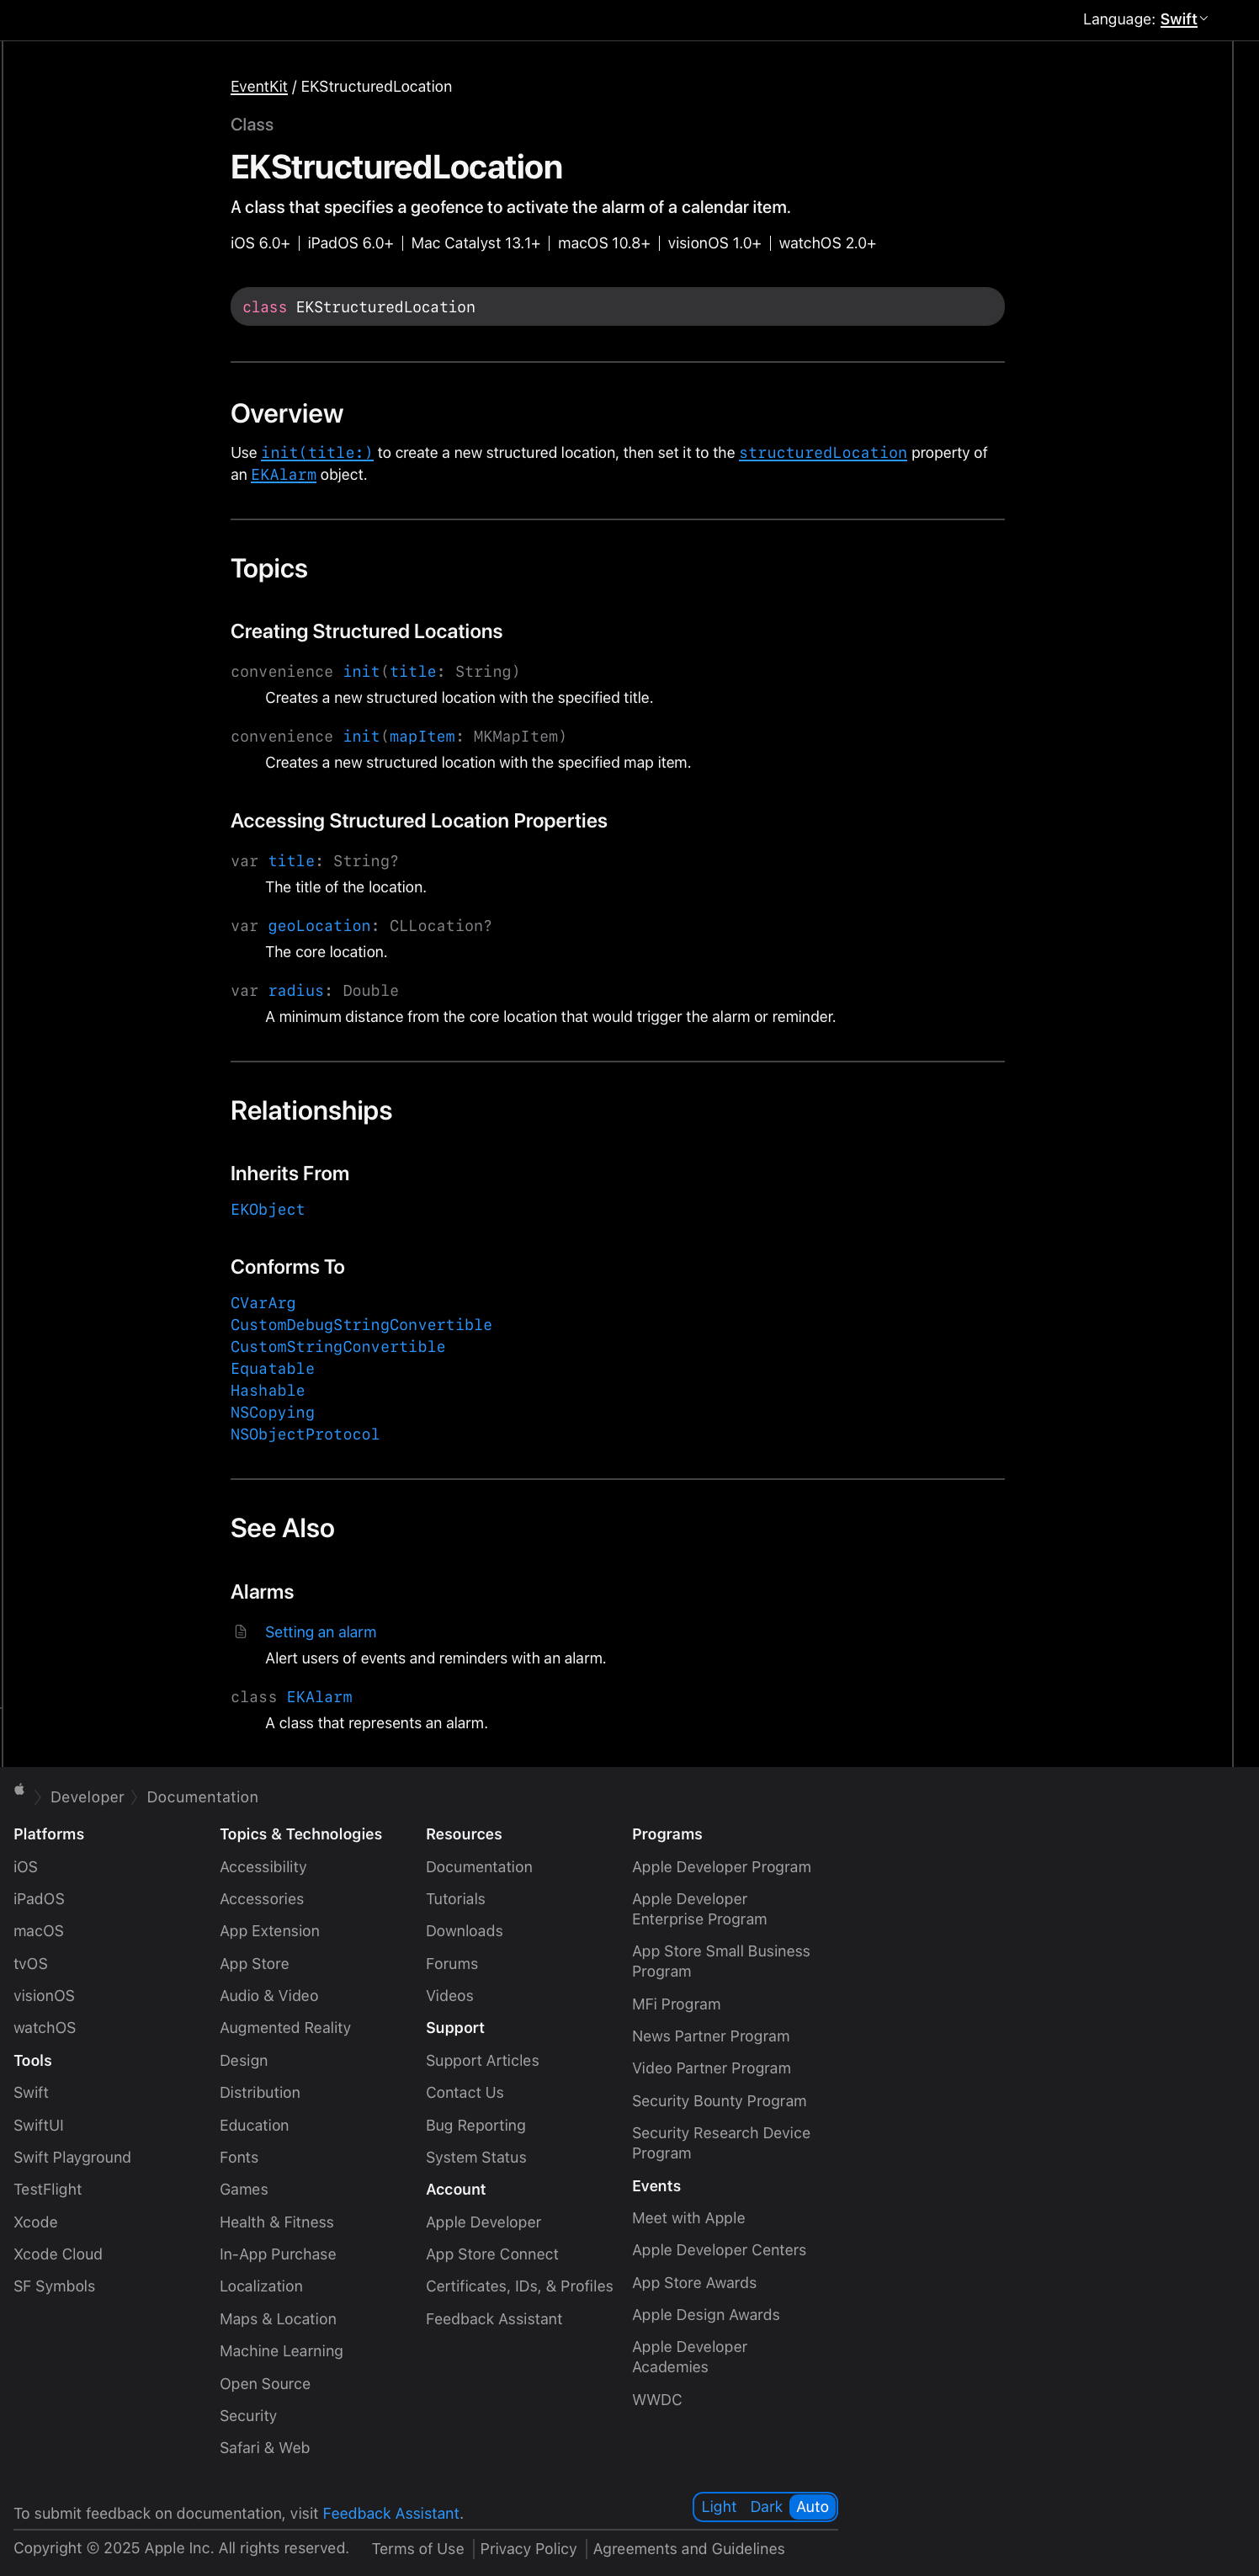 Language: Swift
EventKit / EKStructuredLocation
Class
EKStructuredLocation
A class that specifies a geofence to activate the alarm of a calendar item.
iOS 6.0+ | iPadOS 6.0+ | Mac Catalyst 13.1+ | macOS 10.8+ | visionOS 1.0+ | watchOS 2.0+
class EKStructuredLocation
Overview
Use init(title:) to create a new structured location, then set it to the structuredLocation property of
an EKAlarm object.
Topics
Creating Structured Locations
convenience init(title: String)
Creates a new structured location with the specified title.
convenience init(mapItem: MKMapItem)
Creates a new structured location with the specified map item.
Accessing Structured Location Properties
var title: String?
The title of the location.
var geoLocation: CLLocation?
The core location.
var radius: Double
A minimum distance from the core location that would trigger the alarm or reminder.
Relationships
Inherits From
EKObject
Conforms To
CVarArg
CustomDebugStringConvertible
CustomStringConvertible
Equatable
Hashable
NSCopying
NSObjectProtocol
See Also
Alarms
Setting an alarm
Alert users of events and reminders with an alarm.
class EKAlarm
A class that represents an alarm.
Developer Documentation
Platforms
iOS
iPadOS
macOS
tvOS
visionOS
watchOS
Tools
Swift
SwiftUI
Swift Playground
TestFlight
Xcode
Xcode Cloud
SF Symbols
Topics & Technologies
Accessibility
Accessories
App Extension
App Store
Audio & Video
Augmented Reality
Design
Distribution
Education
Fonts
Games
Health & Fitness
In-App Purchase
Localization
Maps & Location
Machine Learning
Open Source
Security
Safari & Web
Resources
Documentation
Tutorials
Downloads
Forums
Videos
Support
Support Articles
Contact Us
Bug Reporting
System Status
Account
Apple Developer
App Store Connect
Certificates, IDs, & Profiles
Feedback Assistant
Programs
Apple Developer Program
Apple Developer
Enterprise Program
App Store Small Business
Program
MFi Program
News Partner Program
Video Partner Program
Security Bounty Program
Security Research Device
Program
Events
Meet with Apple
Apple Developer Centers
App Store Awards
Apple Design Awards
Apple Developer
Academies
WWDC
To submit feedback on documentation, visit Feedback Assistant.
Light Dark Auto
Copyright © 2025 Apple Inc. All rights reserved. Terms of Use | Privacy Policy | Agreements and Guidelines